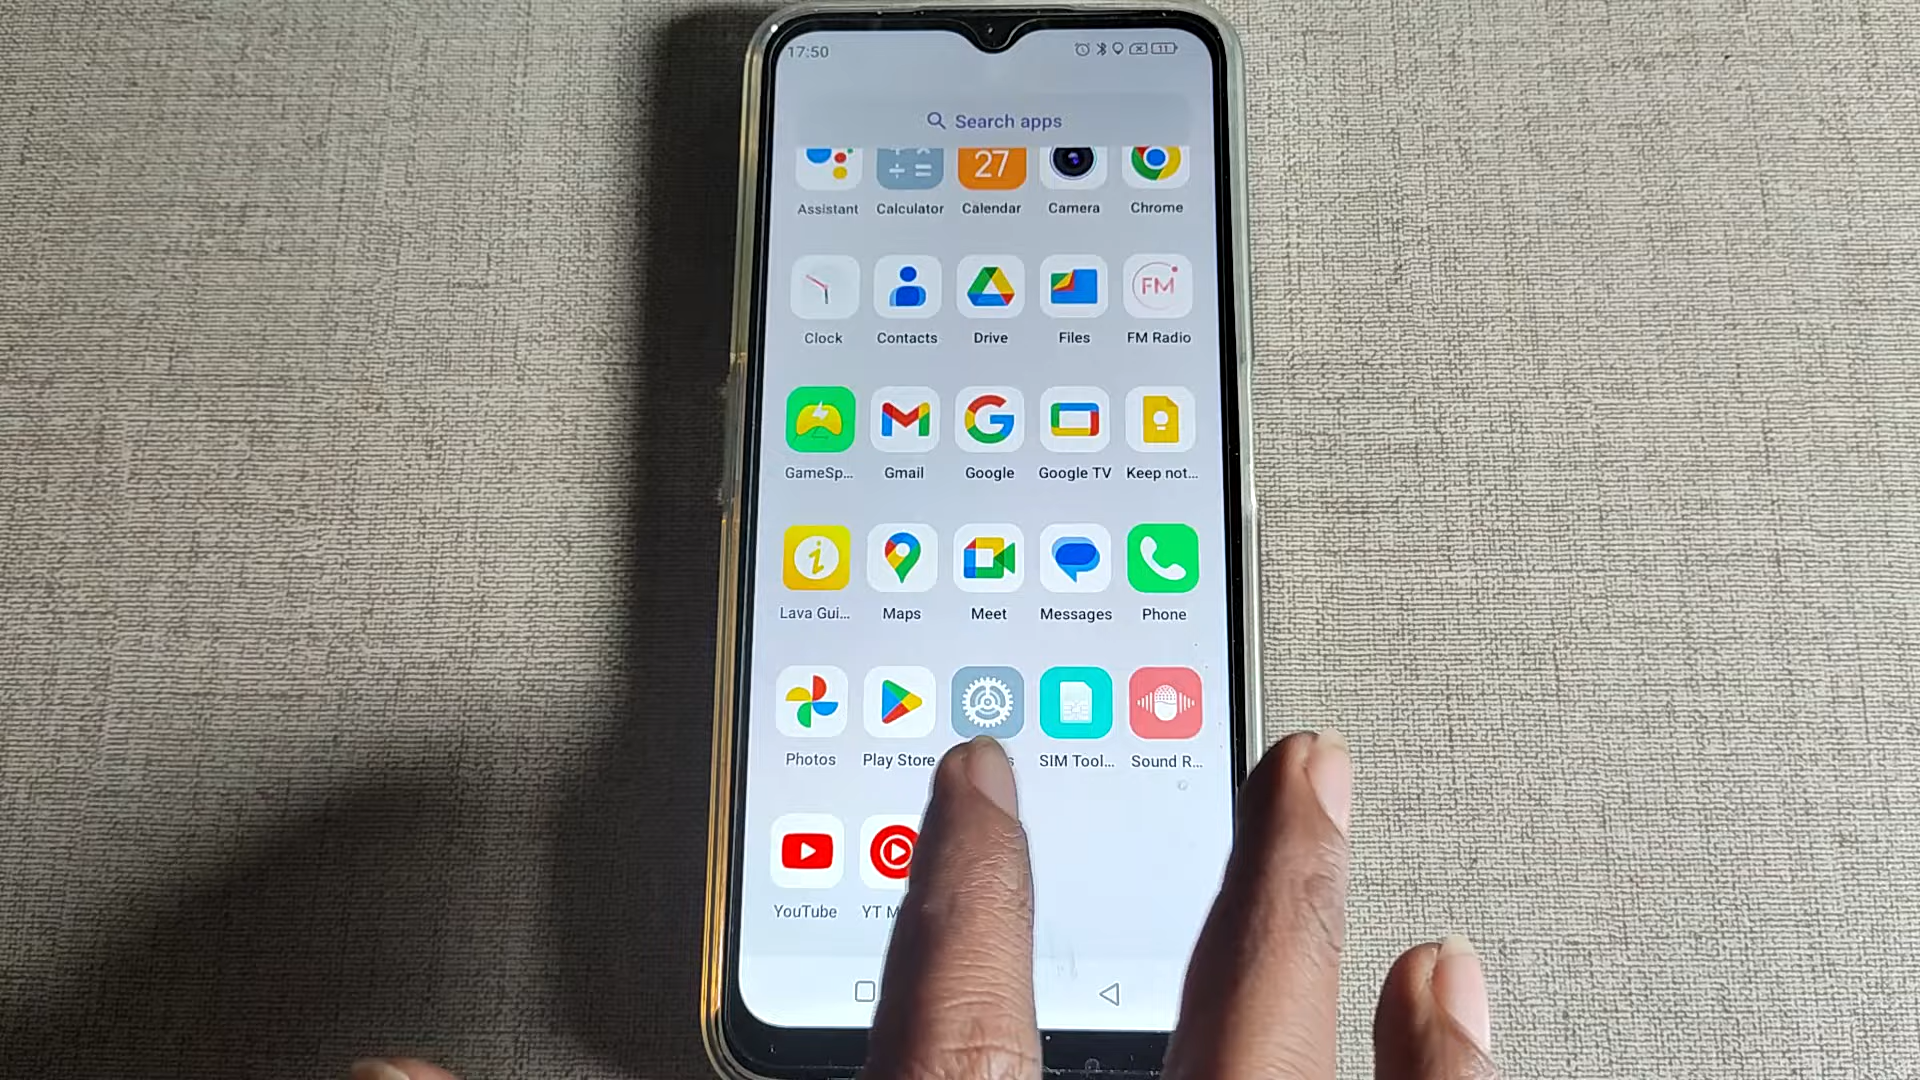 17:50
11
Search apps
27
Assistant Calculator Calendar Camera Chrome
FM
Clock Contacts Drive Files FM Radio
GameSp... Gmail Google Google TV Keep not...
Lava Gui... Maps Meet Messages Phone
Photos Play Store SIM Tool... Sound R...
YouTube YT